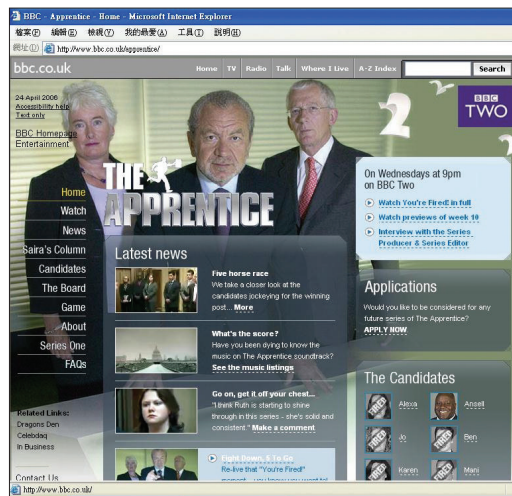 BBC - Apprentice - Home - Microsoft Internet Explorer
檔案(F) 編輯(E) 檢視(V) 我的最愛(A) 工具(T) 說明(H)
網址(D) http://www.bbc.co.uk/apprentice/
bbc.co.uk
Home TV Radio Talk Where I Live A-Z Index Search
24 April 2006
Accessibility help
Text only
BBC Homepage
Entertainment
BBC
TWO
2
2
THE
APPRENTICE
Home
Watch
News
Saira's Column
Candidates
The Board
Game
About
Series One
FAQs
Related Links:
Dragons Den
Celebdaq
In Business
Contact Us
Latest news
Five horse race
We take a closer look at the
candidates jockeying for the winning
post... More
What's the score?
Have you been dying to know the
music on The Apprentice soundtrack?
See the music listings
Go on, get it off your chest...
"I think Ruth is starting to shine
through in this series - she's solid and
consistent." Make a comment
Eight Down, 6 To Go
Re-live that "You're Fired!"
On Wednesdays at 9pm
on BBC Two
Watch You're Fired! in full
Watch previews of week 10
Interview with the Series
Producer & Series Editor
Applications
Would you like to be considered for any
future series of The Apprentice?
APPLY NOW
The Candidates
FIRED Alexa Ansell
FIRED Jo FIRED Ben
FIRED Karen FIRED Mani
http://www.bbc.co.uk/